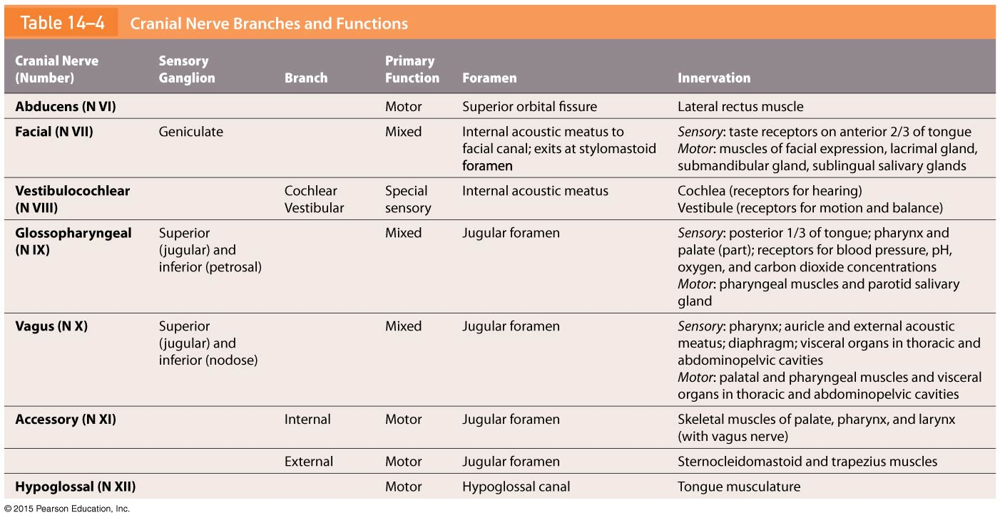 Table 14–4 Cranial Nerve Branches and Functions
Cranial Nerve (Number)
Sensory Ganglion
Branch
Primary Function
Foramen
Innervation
Abducens (N VI)
Motor
Superior orbital fissure
Lateral rectus muscle
Facial (N VII)
Geniculate
Mixed
Internal acoustic meatus to
facial canal; exits at stylomastoid
foramen
Sensory: taste receptors on anterior 2/3 of tongue
Motor: muscles of facial expression, lacrimal gland,
submandibular gland, sublingual salivary glands
Vestibulocochlear
(N VIII)
Cochlear
Vestibular
Special
sensory
Internal acoustic meatus
Cochlea (receptors for hearing)
Vestibule (receptors for motion and balance)
Glossopharyngeal
(N IX)
Superior
(jugular) and
inferior (petrosal)
Mixed
Jugular foramen
Sensory: posterior 1/3 of tongue; pharynx and
palate (part); receptors for blood pressure, pH,
oxygen, and carbon dioxide concentrations
Motor: pharyngeal muscles and parotid salivary
gland
Vagus (N X)
Superior
(jugular) and
inferior (nodose)
Mixed
Jugular foramen
Sensory: pharynx; auricle and external acoustic
meatus; diaphragm; visceral organs in thoracic and
abdominopelvic cavities
Motor: palatal and pharyngeal muscles and visceral
organs in thoracic and abdominopelvic cavities
Accessory (N XI)
Internal
Motor
Jugular foramen
Skeletal muscles of palate, pharynx, and larynx
(with vagus nerve)
External
Motor
Jugular foramen
Sternocleidomastoid and trapezius muscles
Hypoglossal (N XII)
Motor
Hypoglossal canal
Tongue musculature
© 2015 Pearson Education, Inc.